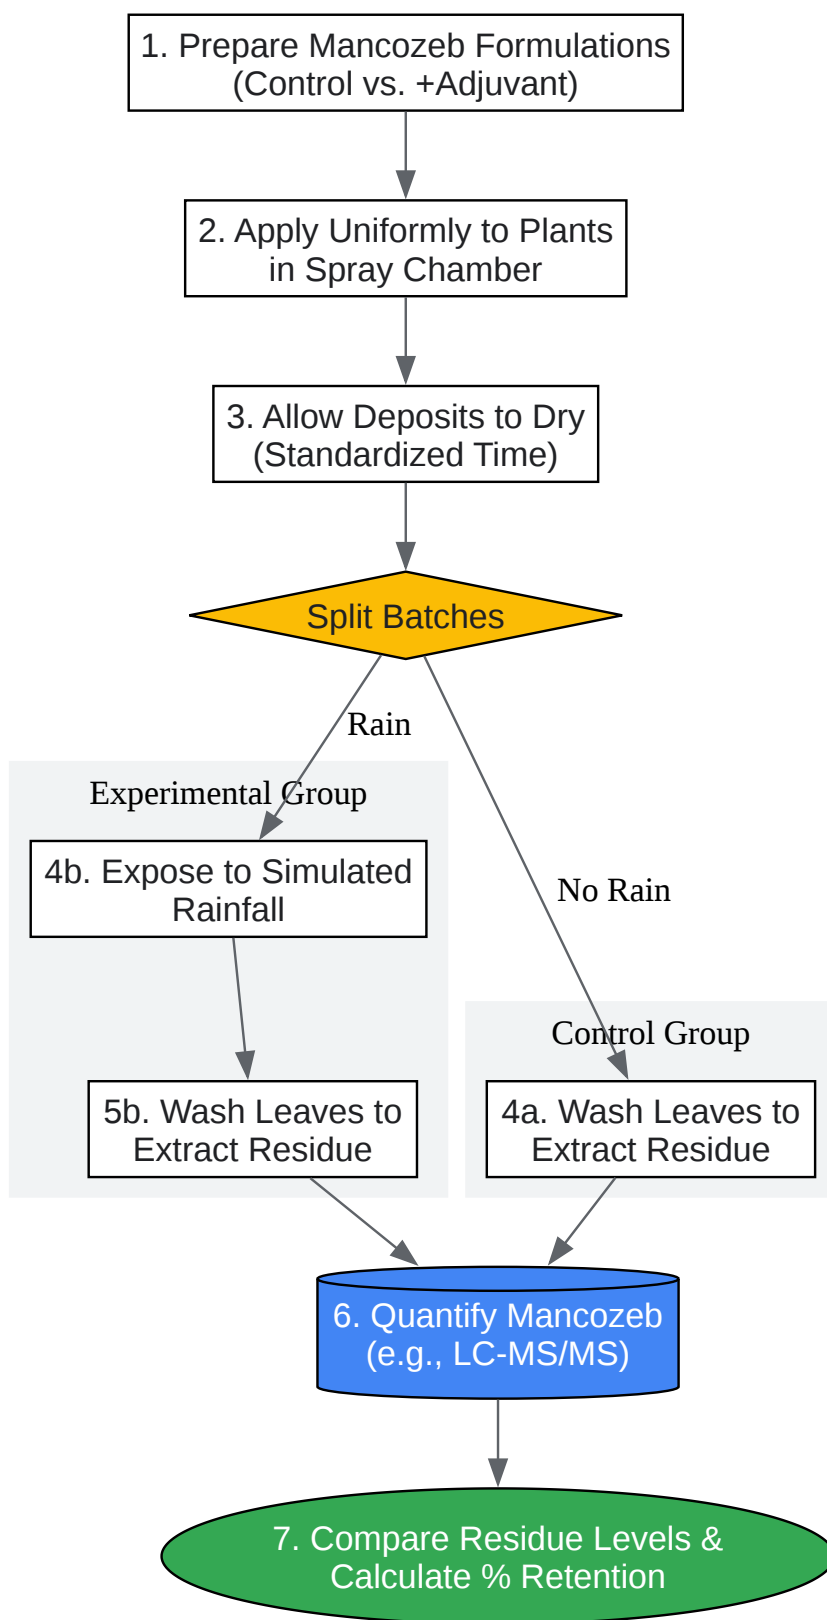 1. Prepare Mancozeb Formulations
(Control vs. +Adjuvant)
2. Apply Uniformly to Plants
in Spray Chamber
3. Allow Deposits to Dry
(Standardized Time)
Split Batches
Rain
Experimental Group
4b. Expose to Simulated
Rainfall
No Rain
Control Group
5b. Wash Leaves to
Extract Residue
4a. Wash Leaves to
Extract Residue
6. Quantify Mancozeb
(e.g., LC-MS/MS)
7. Compare Residue Levels &
Calculate % Retention